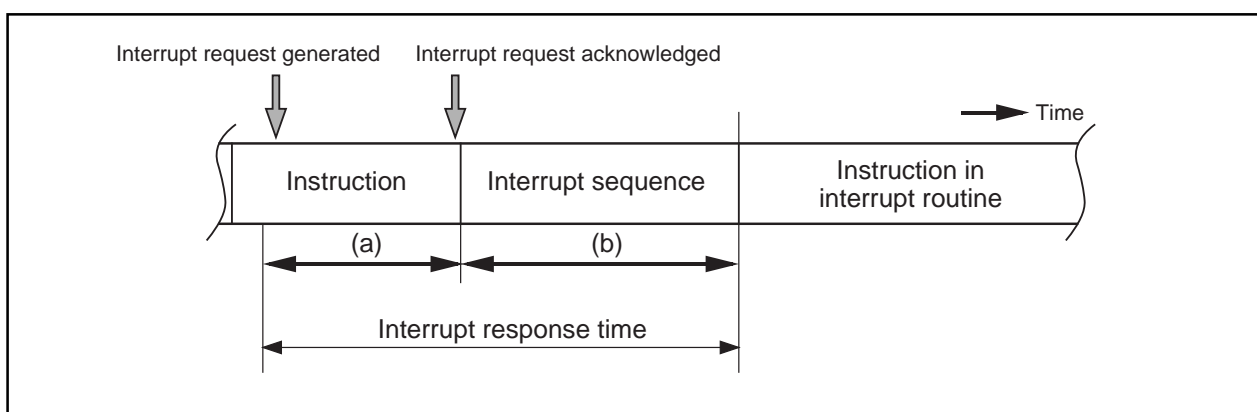 Interrupt request generated
Interrupt request acknowledged
Time
Instruction
Interrupt sequence
Instruction in
interrupt routine
(a)
(b)
Interrupt response time